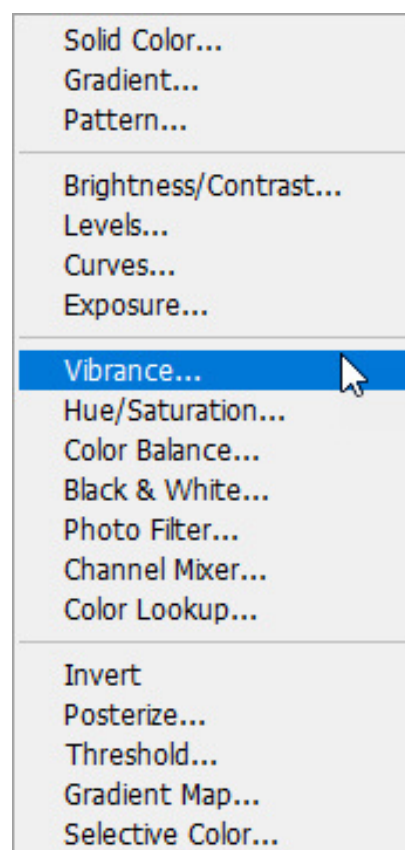 Solid Color...
Gradient...
Pattern...
Brightness/Contrast...
Levels...
Curves...
Exposure...
Vibrance...
Hue/Saturation...
Color Balance...
Black & White...
Photo Filter...
Channel Mixer...
Color Lookup...
Invert
Posterize...
Threshold...
Gradient Map...
Selective Color...